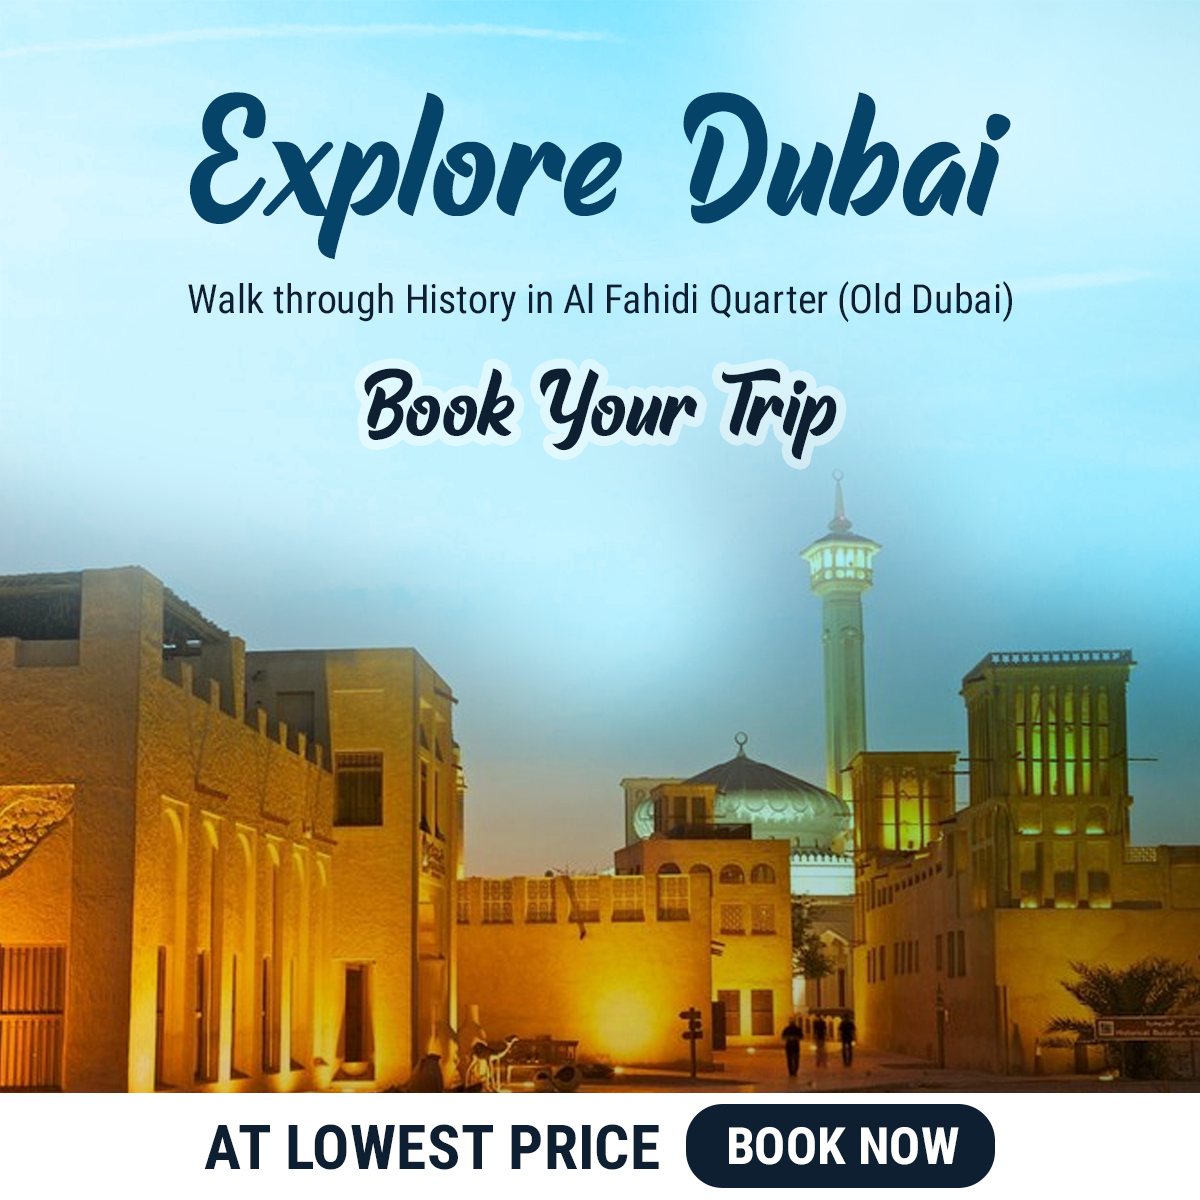 Explore Dubai
Walk through History in Al Fahidi Quarter (Old Dubai)
Book Your Trip
AT LOWEST PRICE
BOOK NOW